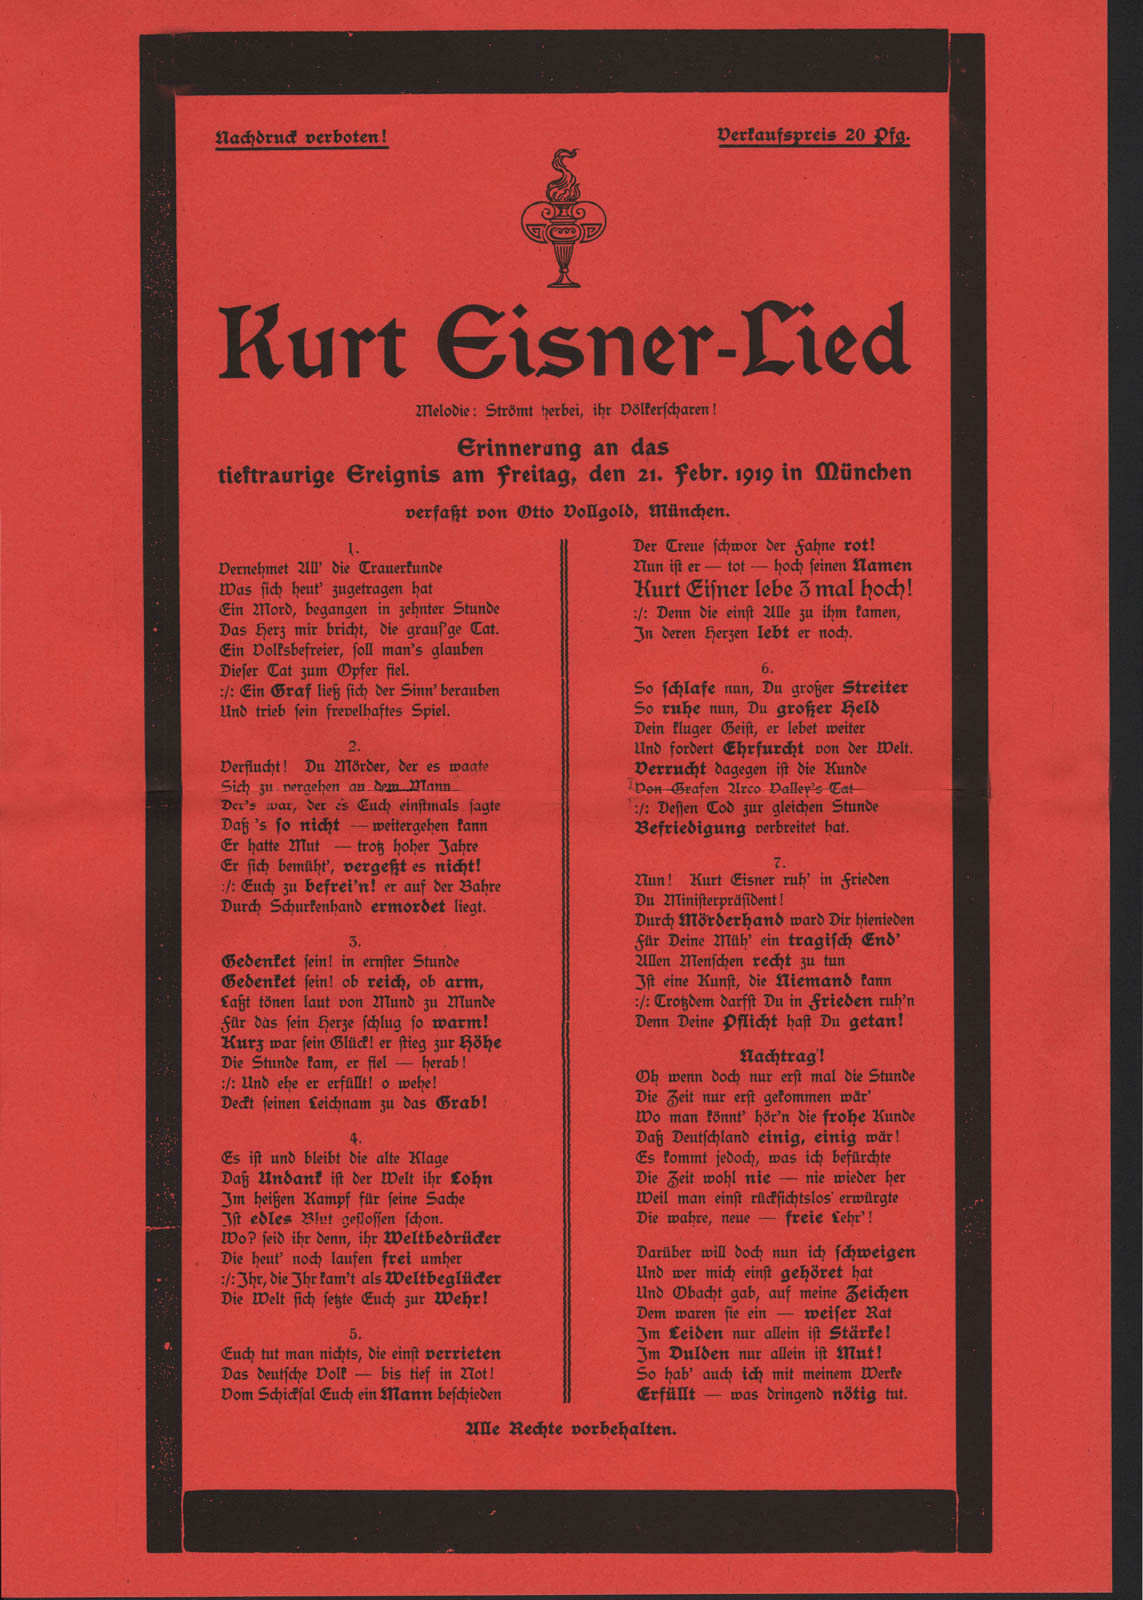 Nachdruck verboten!
Verkaufspreis 20 Pfg.
Kurt Eisner-Lied
Melodie: Strömt herbei, ihr Völkerscharen!
Erinnerung an das
tieftraurige Ereignis am Freitag, den 21. Febr. 1919 in München
verfaßt von Otto Vollgold, München.
1.
Vernehmet All' die Trauerkunde
Was sich heut' zugetragen hat
Ein Mord, begangen in zehnter Stunde
Das Herz mir bricht, die graus'ge Tat.
Ein Volksbefreier, soll man's glauben
Dieser Tat zum Opfer fiel.
:/: Ein Graf ließ sich der Sinn' berauben
Und trieb sein frevelhaftes Spiel.
2.
Verflucht! Du Mörder, der es wagte
Sich zu vergehen an dem Mann
Der's war, der es Euch einstmals sagte
Daß 's so nicht — weitergehen kann
Er hatte Mut — trotz hoher Jahre
Er sich bemüht', vergeßt es nicht!
:/: Euch zu befrei'n! er auf der Bahre
Durch Schurkenhand ermordet liegt.
3.
Gedenket sein! in ernster Stunde
Gedenket sein! ob reich, ob arm,
Laßt tönen laut von Mund zu Munde
Für das sein Herze schlug so warm!
Kurz war sein Glück! er stieg zur Höhe
Die Stunde kam, er fiel — herab!
:/: Und ehe er erfüllt! o wehe!
Deckt seinen Leichnam zu das Grab!
4.
Es ist und bleibt die alte Klage
Daß Undank ist der Welt ihr Lohn
Im heißen Kampf für seine Sache
Ist edles Blut geflossen schon.
Wo? seid ihr denn, ihr Weltbedrücker
Die heut' noch laufen frei umher
:/: Ihr, die Ihr kam't als Weltbeglücker
Die Welt sich setzte Euch zur Wehr!
5.
Euch tut man nichts, die einst verrieten
Das deutsche Volk — bis tief in Not!
Vom Schicksal Euch ein Mann beschieden
Der Treue schwor der Fahne rot!
Nun ist er — tot — hoch seinen Namen
Kurt Eisner lebe 3 mal hoch!
:/: Denn die einst Alle zu ihm kamen,
In deren Herzen lebt er noch.
6.
So schlafe nun, Du großer Streiter
So ruhe nun, Du großer Held
Dein kluger Geist, er lebet weiter
Und fordert Ehrfurcht von der Welt.
Verrucht dagegen ist die Kunde
Von Grafen Arco Valley's Tat
:/: Dessen Tod zur gleichen Stunde
Befriedigung verbreitet hat.
7.
Nun! Kurt Eisner ruh' in Frieden
Du Ministerpräsident!
Durch Mörderhand ward Dir hienieden
Für Deine Müh' ein tragisch End'
Allen Menschen recht zu tun
Ist eine Kunst, die Niemand kann
:/: Trotzdem darfst Du in Frieden ruh'n
Denn Deine Pflicht hast Du getan!
Nachtrag!
Oh wenn doch nur erst mal die Stunde
Die Zeit nur erst gekommen wär'
Wo man könnt' hör'n die frohe Kunde
Daß Deutschland einig, einig wär!
Es kommt jedoch, was ich befürchte
Die Zeit wohl nie — nie wieder her
Weil man einst rücksichtslos erwürgte
Die wahre, neue — freie Lehr'!
Darüber will doch nun ich schweigen
Und wer mich einst gehöret hat
Und Obacht gab, auf meine Zeichen
Dem waren sie ein — weiser Rat
Im Leiden nur allein ist Stärke!
Im Dulden nur allein ist Mut!
So hab' auch ich mit meinem Werke
Erfüllt — was dringend nötig tut.
Alle Rechte vorbehalten.